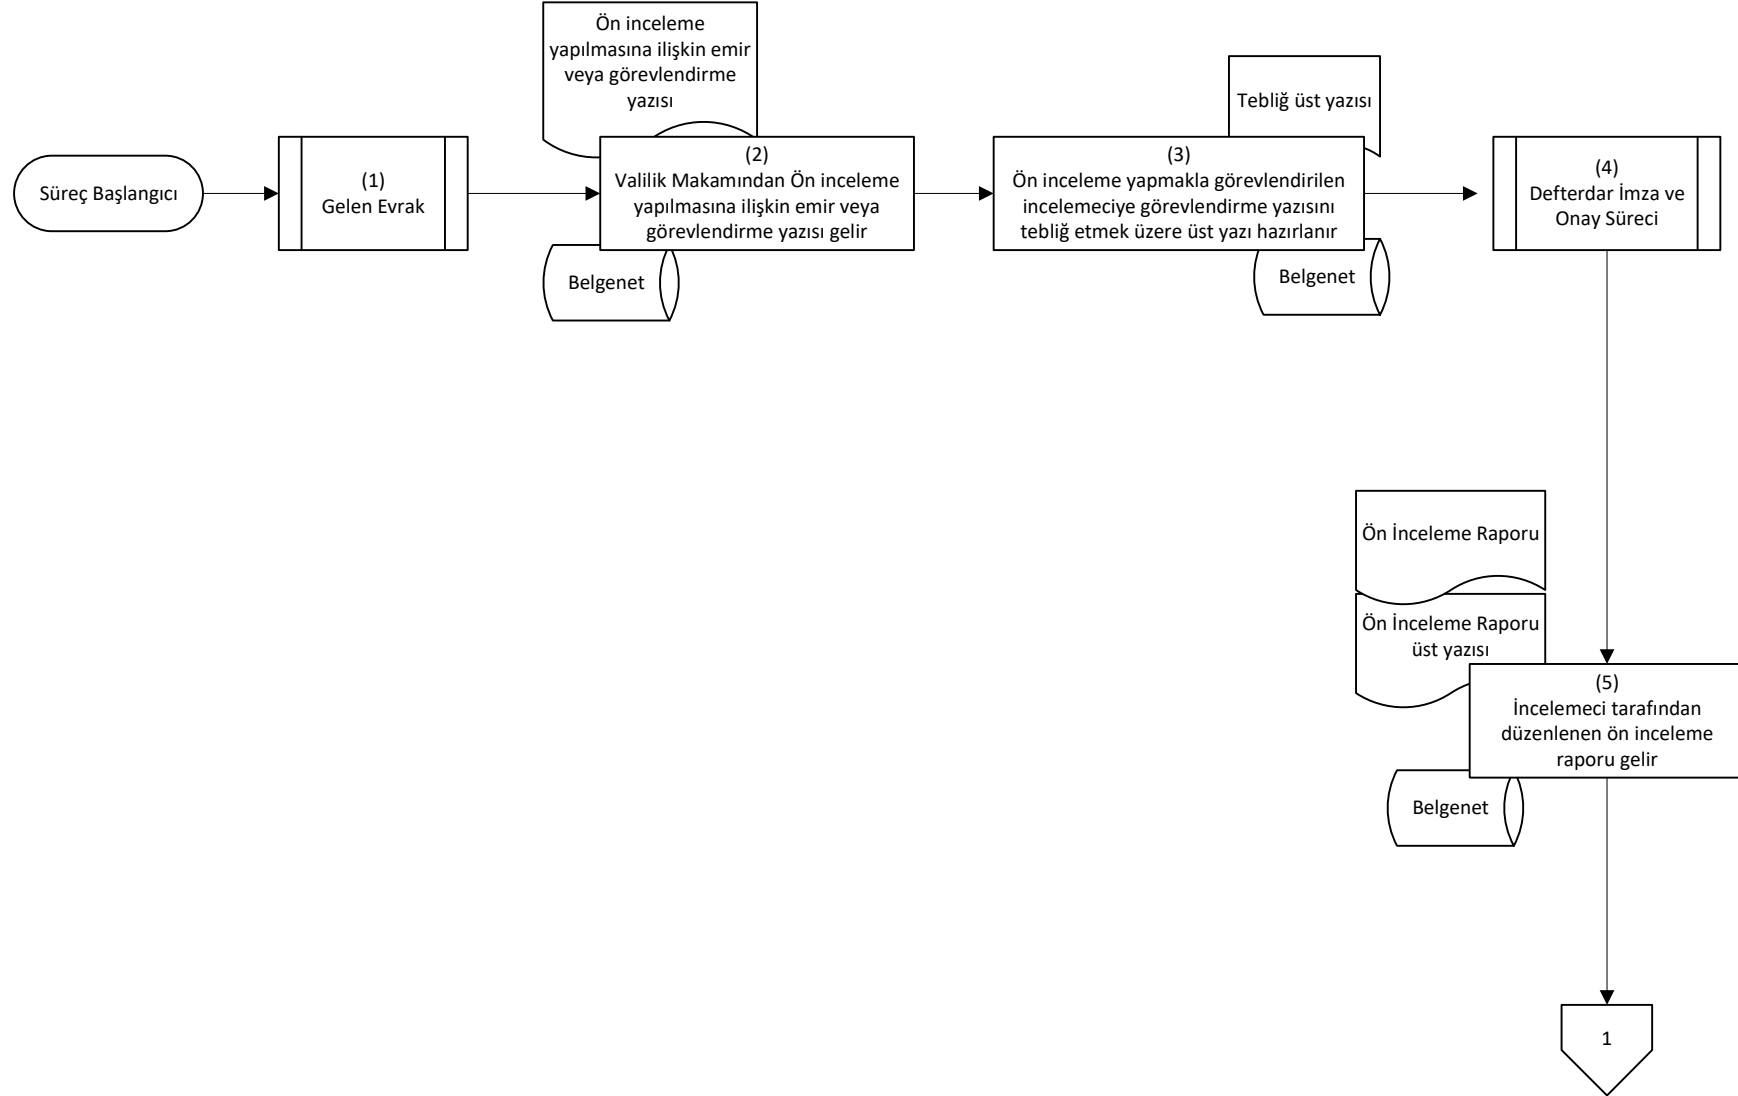 Ön inceleme
yapılmasına ilişkin emir
veya görevlendirme
yazısı
Tebliğ üst yazısı
Süreç Başlangıcı
(1)
Gelen Evrak
(2)
Valilik Makamından Ön inceleme
yapılmasına ilişkin emir veya
görevlendirme yazısı gelir
(3)
Ön inceleme yapmakla görevlendirilen
incelemeciye görevlendirme yazısını
tebliğ etmek üzere üst yazı hazırlanır
(4)
Defterdar İmza ve
Onay Süreci
Belgenet
Belgenet
Ön İnceleme Raporu
Ön İnceleme Raporu
üst yazısı
(5)
İncelemeci tarafından
düzenlenen ön inceleme
raporu gelir
Belgenet
1